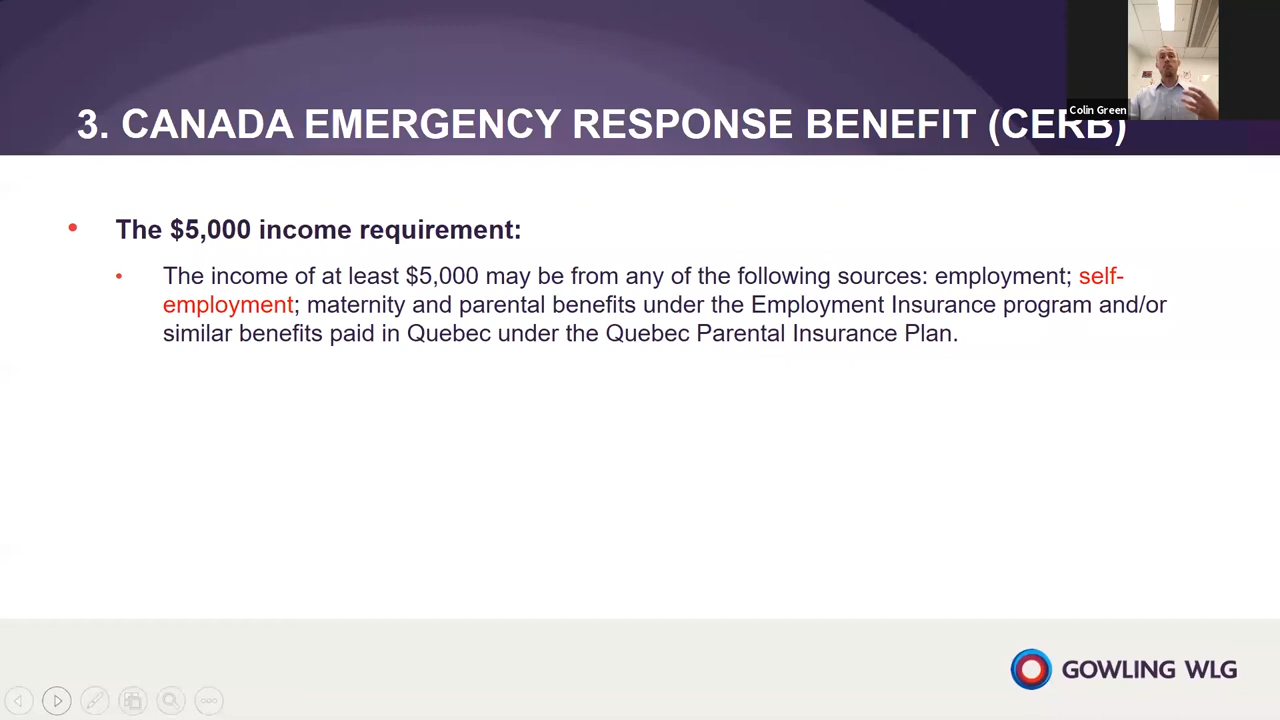 3. CANADA EMERGENCY RESPONSE BENEFIT (CERB)
Colin Green
• The $5,000 income requirement:
• The income of at least $5,000 may be from any of the following sources: employment; self-
employment; maternity and parental benefits under the Employment Insurance program and/or
similar benefits paid in Quebec under the Quebec Parental Insurance Plan.
GOWLING WLG